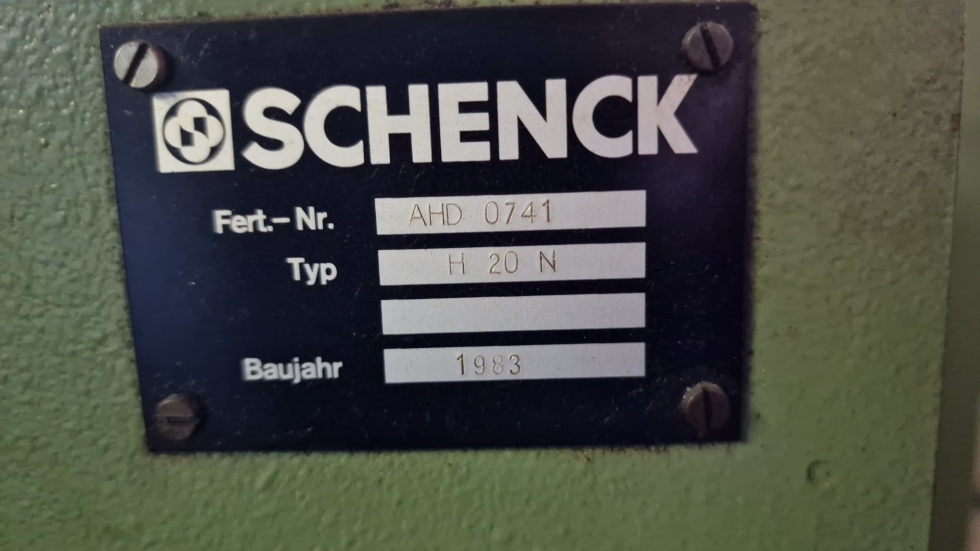 SCHENCK
Fert.-Nr. AHD 0741
Typ H 20 N
Baujahr 1983